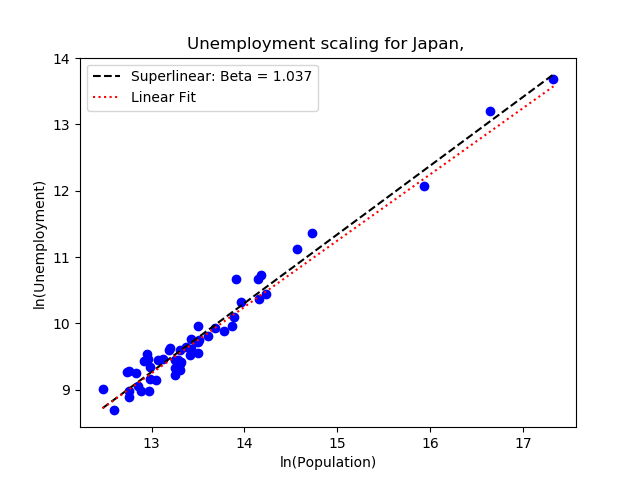 Unemployment scaling for Japan,
Superlinear: Beta = 1.037
Linear Fit
ln(Unemployment)
14
13
12
11
10
9
13 14 15 16 17
ln(Population)